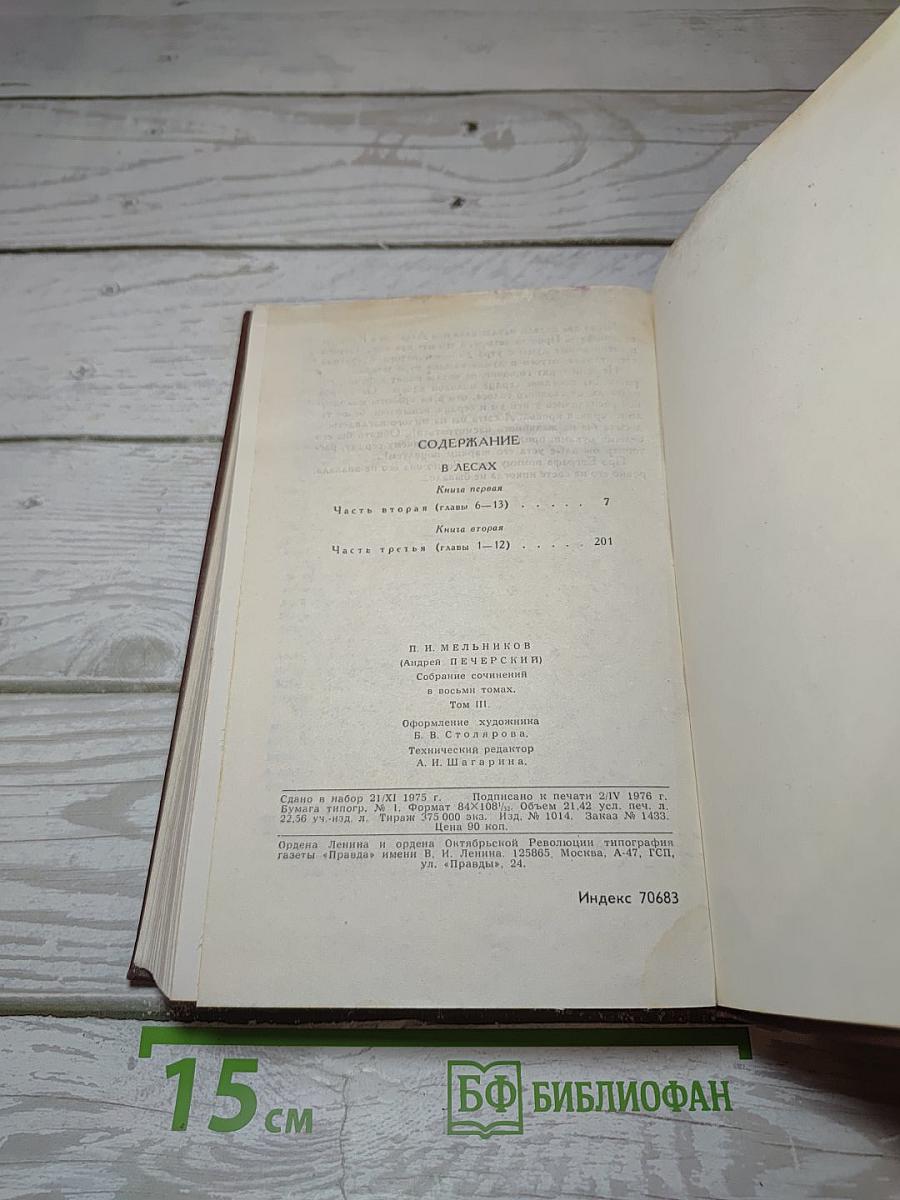 СОДЕРЖАНИЕ
В ЛЕСАХ
Книга первая
Часть вторая (главы 6—13) . . . . . 7
Книга вторая
Часть третья (главы 1—12) . . . . . 201
П. И. МЕЛЬНИКОВ
(Андрей ПЕЧЕРСКИЙ)
Собрание сочинений
в восьми томах.
Том III.
Оформление художника
Б. В. Столярова.
Технический редактор
А. И. Шагарина.
Сдано в набор 21/XI 1975 г. Подписано к печати 2/IV 1976 г.
Бумага типогр. № 1. Формат 84×108¹/₃₂. Объем 21,42 усл. печ. л.
22,56 уч.-изд. л. Тираж 375 000 экз. Изд. № 1014. Заказ № 1433.
Цена 90 коп.
Ордена Ленина и ордена Октябрьской Революции типография
газеты «Правда» имени В. И. Ленина. 125865, Москва, А-47, ГСП,
ул. «Правды», 24.
Индекс 70683
15 см
БФ БИБЛИОФАН